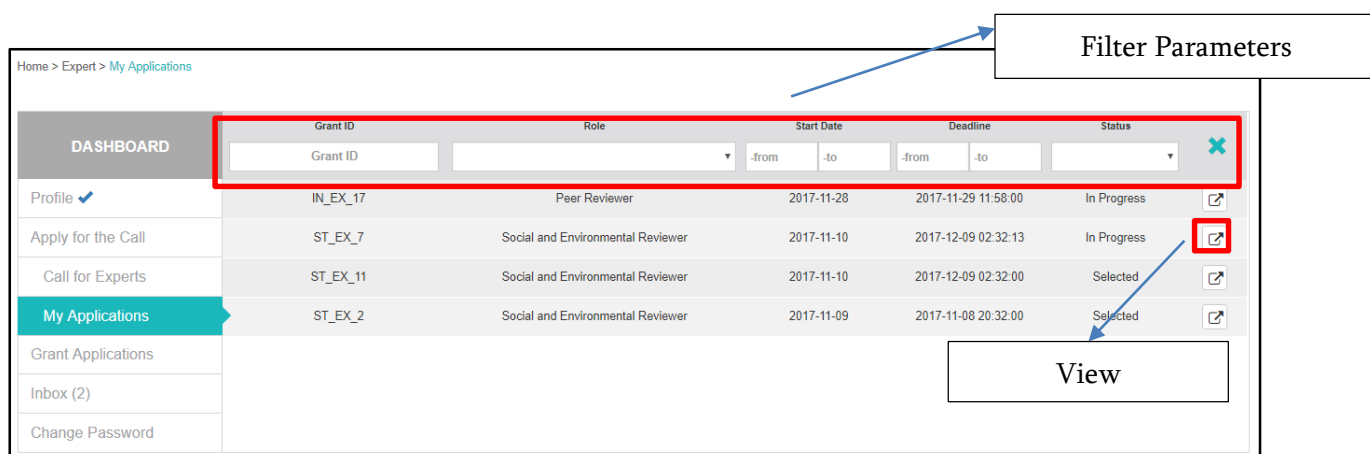 Filter Parameters
Home > Expert > My Applications
DASHBOARD
Grant ID Role Start Date Deadline Status
Grant ID -from -to -from -to
Profile
IN_EX_17 Peer Reviewer 2017-11-28 2017-11-29 11:58:00 In Progress
Apply for the Call
ST_EX_7 Social and Environmental Reviewer 2017-11-10 2017-12-09 02:32:13 In Progress
Call for Experts
ST_EX_11 Social and Environmental Reviewer 2017-11-10 2017-12-09 02:32:00 Selected
My Applications
ST_EX_2 Social and Environmental Reviewer 2017-11-09 2017-11-08 20:32:00 Selected
Grant Applications
View
Inbox (2)
Change Password